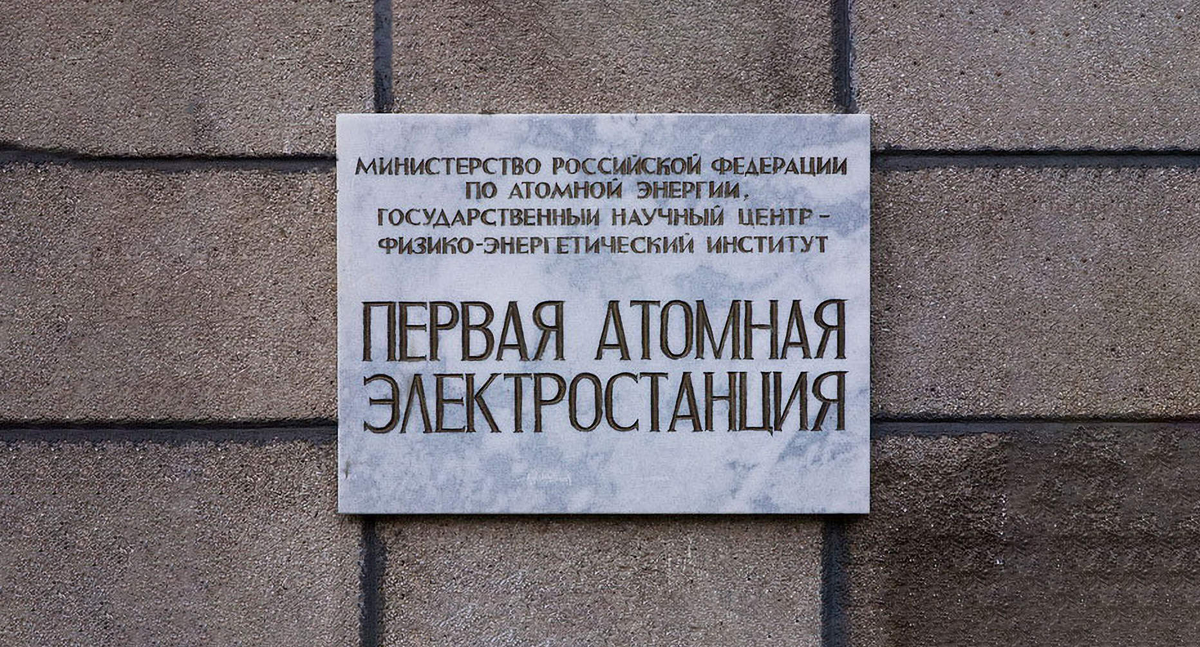 МИНИСТЕРСТВО РОССИЙСКОЙ ФЕДЕРАЦИИ
ПО АТОМНОЙ ЭНЕРГИИ,
ГОСУДАРСТВЕННЫЙ НАУЧНЫЙ ЦЕНТР –
ФИЗИКО-ЭНЕРГЕТИЧЕСКИЙ ИНСТИТУТ
ПЕРВАЯ АТОМНАЯ
ЭЛЕКТРОСТАНЦИЯ